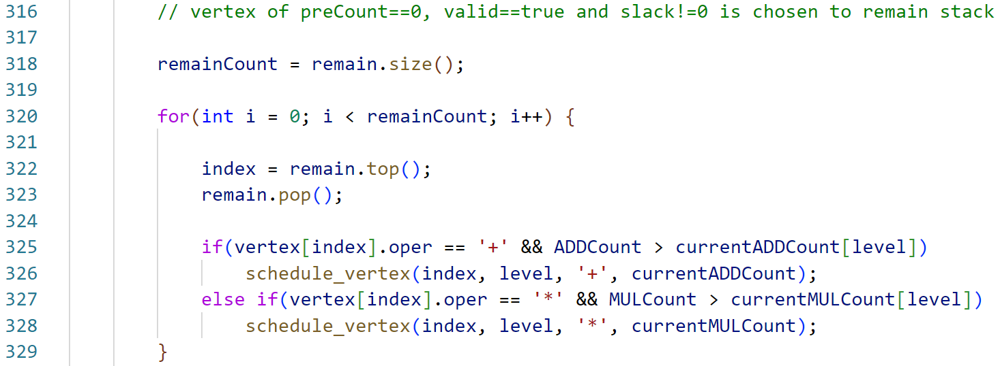 316 // vertex of preCount==0, valid==true and slack!=0 is chosen to remain stack
317
318 remainCount = remain.size();
319
320 for(int i = 0; i < remainCount; i++) {
321
322 index = remain.top();
323 remain.pop();
324
325 if(vertex[index].oper == '+' && ADDCount > currentADDCount[level])
326 schedule_vertex(index, level, '+', currentADDCount);
327 else if(vertex[index].oper == '*' && MULCount > currentMULCount[level])
328 schedule_vertex(index, level, '*', currentMULCount);
329 }